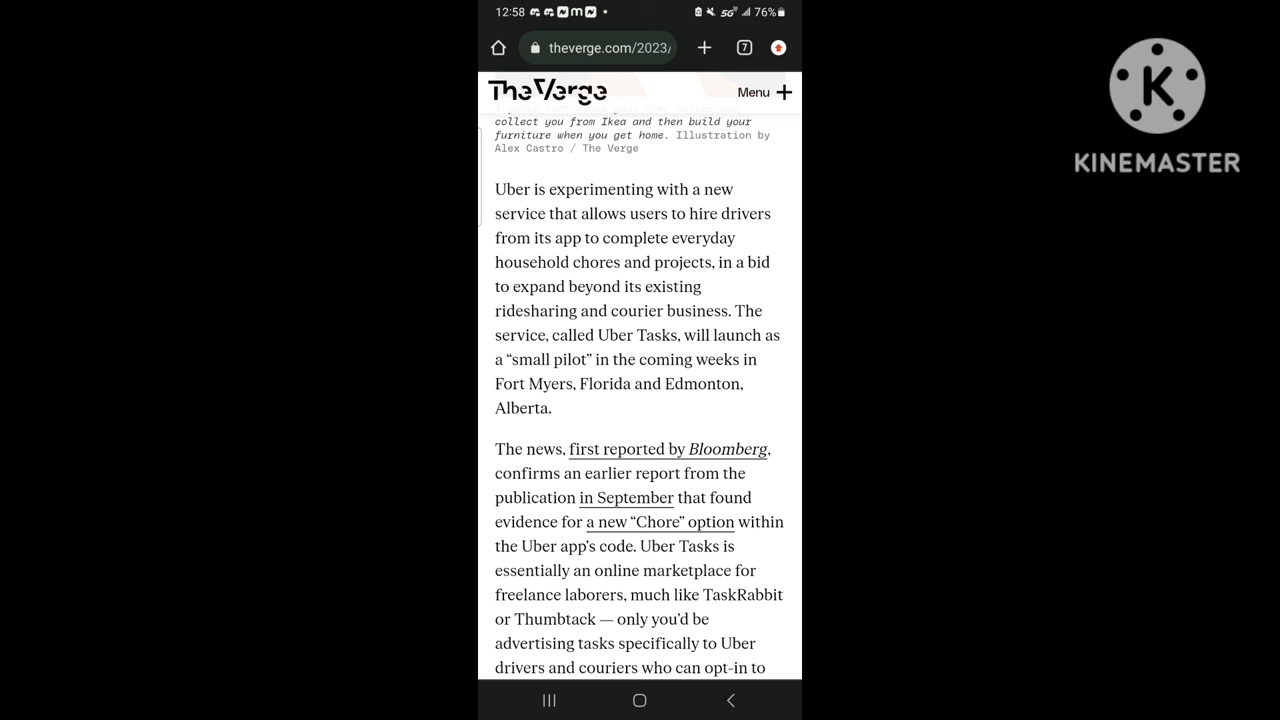 12:58
5G
76%
theverge.com/2023/
7
The Verge
Menu
collect you from Ikea and then build your
furniture when you get home. Illustration by
Alex Castro / The Verge
Uber is experimenting with a new
service that allows users to hire drivers
from its app to complete everyday
household chores and projects, in a bid
to expand beyond its existing
ridesharing and courier business. The
service, called Uber Tasks, will launch as
a “small pilot” in the coming weeks in
Fort Myers, Florida and Edmonton,
Alberta.
The news, first reported by Bloomberg,
confirms an earlier report from the
publication in September that found
evidence for a new “Chore” option within
the Uber app’s code. Uber Tasks is
essentially an online marketplace for
freelance laborers, much like TaskRabbit
or Thumbtack — only you’d be
advertising tasks specifically to Uber
drivers and couriers who can opt-in to
K
KINEMASTER